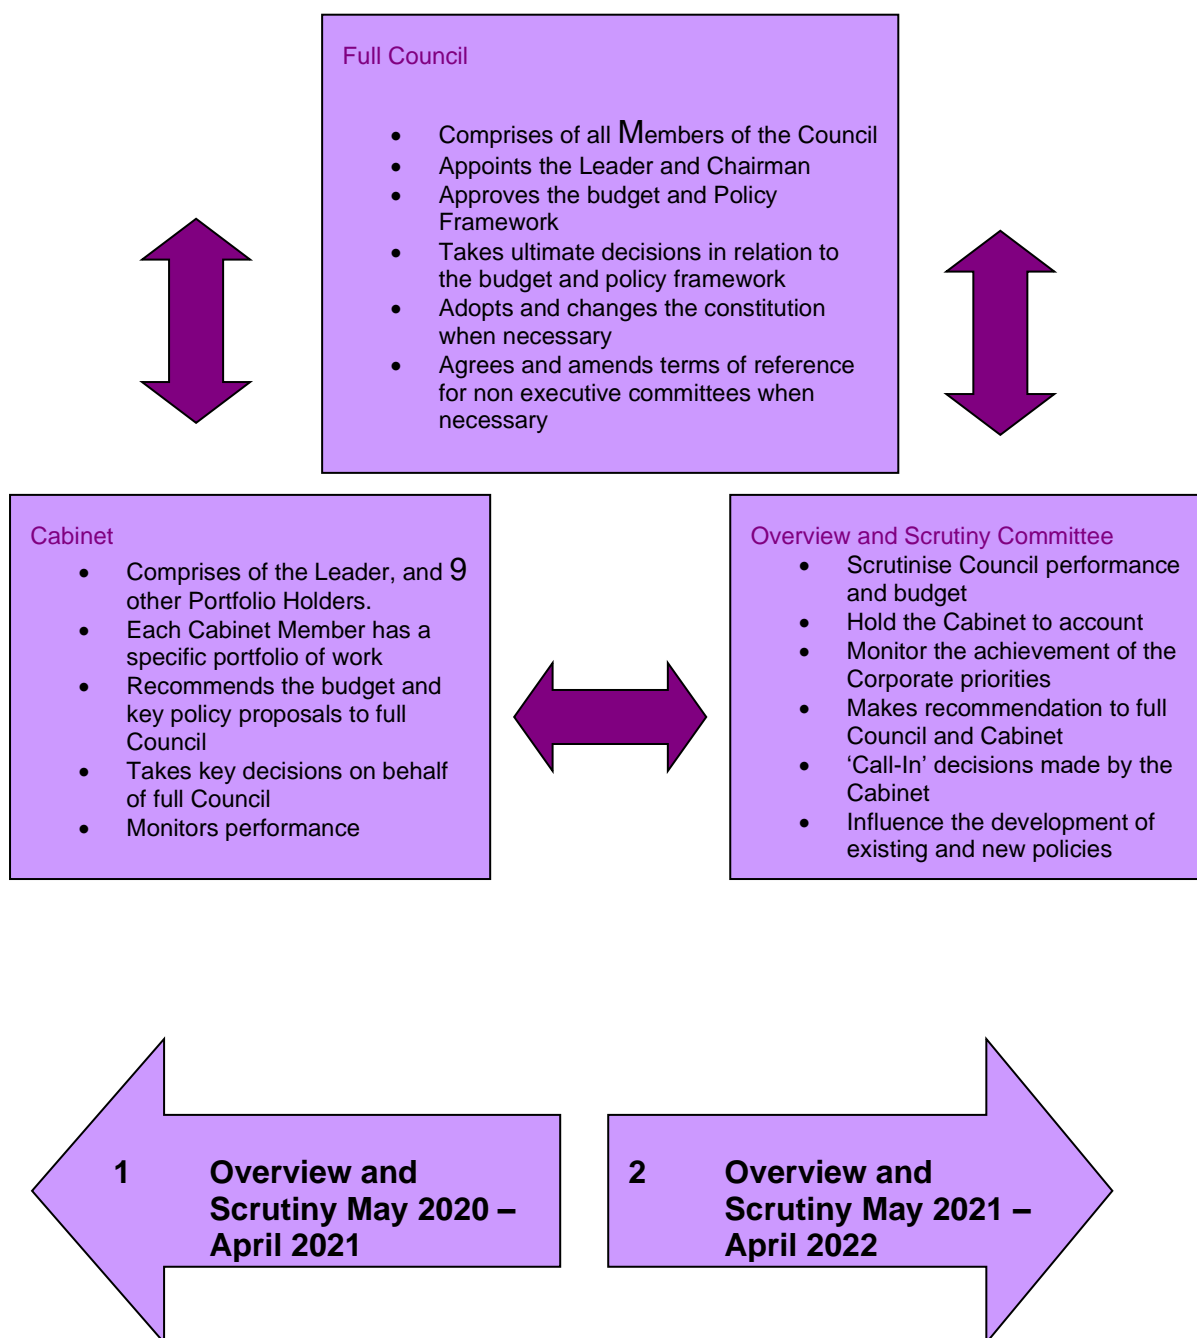 Full Council
• Comprises of all Members of the Council
• Appoints the Leader and Chairman
• Approves the budget and Policy
Framework
• Takes ultimate decisions in relation to
the budget and policy framework
• Adopts and changes the constitution
when necessary
• Agrees and amends terms of reference
for non executive committees when
necessary
Cabinet
• Comprises of the Leader, and 9
other Portfolio Holders.
• Each Cabinet Member has a
specific portfolio of work
• Recommends the budget and
key policy proposals to full
Council
• Takes key decisions on behalf
of full Council
• Monitors performance
Overview and Scrutiny Committee
• Scrutinise Council performance
and budget
• Hold the Cabinet to account
• Monitor the achievement of the
Corporate priorities
• Makes recommendation to full
Council and Cabinet
• ‘Call-In’ decisions made by the
Cabinet
• Influence the development of
existing and new policies
1 Overview and
Scrutiny May 2020 –
April 2021
2 Overview and
Scrutiny May 2021 –
April 2022